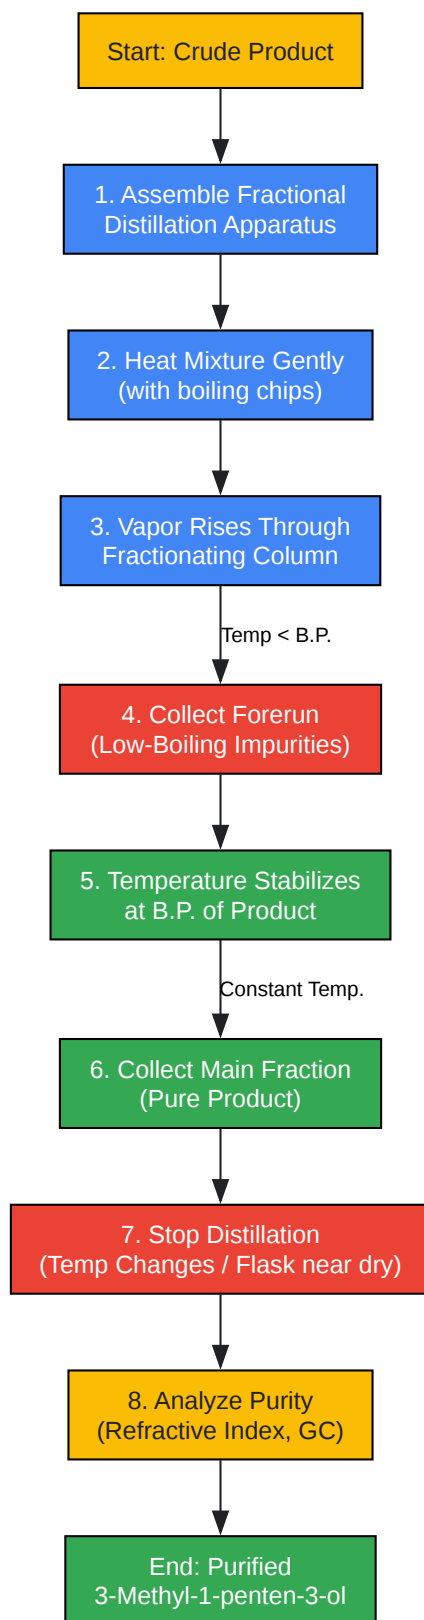 Start: Crude Product
1. Assemble Fractional
Distillation Apparatus
2. Heat Mixture Gently
(with boiling chips)
3. Vapor Rises Through
Fractionating Column
Temp < B.P.
4. Collect Forerun
(Low-Boiling Impurities)
5. Temperature Stabilizes
at B.P. of Product
Constant Temp.
6. Collect Main Fraction
(Pure Product)
7. Stop Distillation
(Temp Changes / Flask near dry)
8. Analyze Purity
(Refractive Index, GC)
End: Purified
3-Methyl-1-penten-3-ol